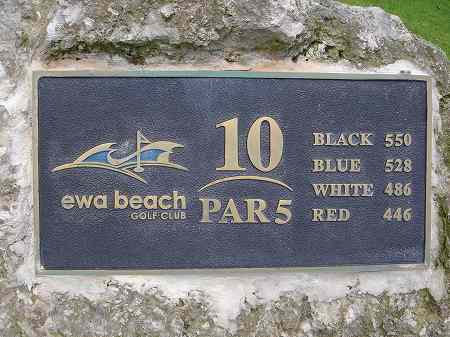 ewa beach
GOLF CLUB
10
PAR 5
BLACK 550
BLUE 528
WHITE 486
RED 446